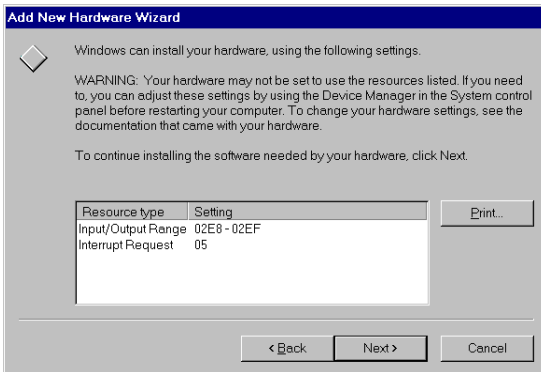 Add New Hardware Wizard
Windows can install your hardware, using the following settings.
WARNING: Your hardware may not be set to use the resources listed. If you need
to, you can adjust these settings by using the Device Manager in the System control
panel before restarting your computer. To change your hardware settings, see the
documentation that came with your hardware.
To continue installing the software needed by your hardware, click Next.
Resource type Setting
Input/Output Range 02E8 - 02EF
Interrupt Request 05
Print...
< Back Next > Cancel